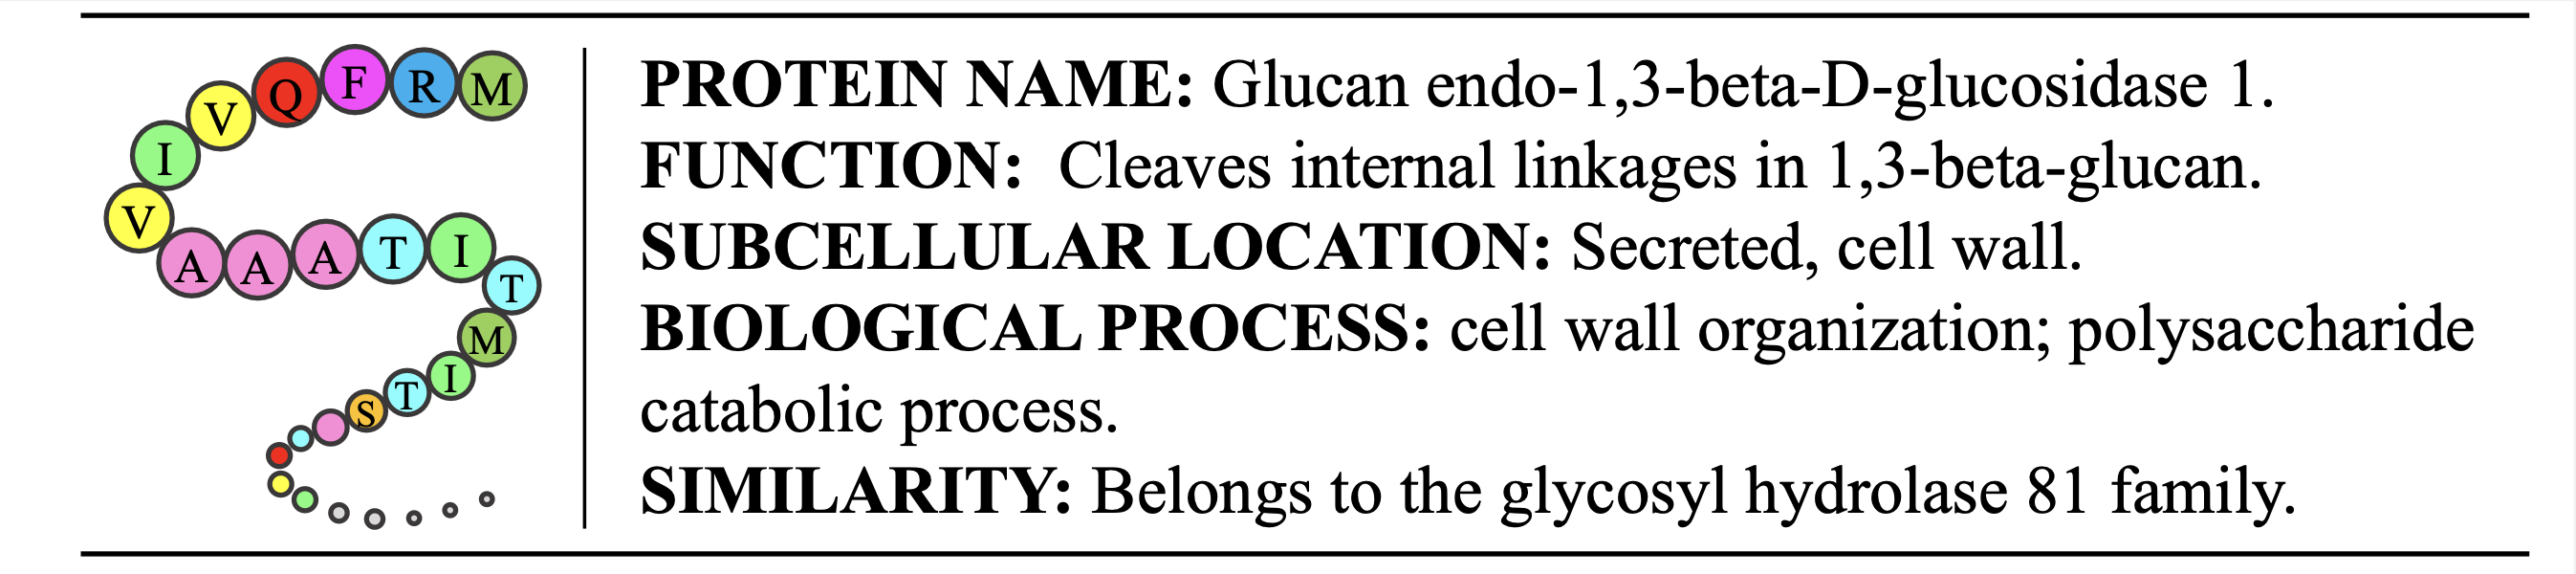 M R F Q V I V A A A T I T M I T S
PROTEIN NAME: Glucan endo-1,3-beta-D-glucosidase 1.
FUNCTION: Cleaves internal linkages in 1,3-beta-glucan.
SUBCELLULAR LOCATION: Secreted, cell wall.
BIOLOGICAL PROCESS: cell wall organization; polysaccharide
catabolic process.
SIMILARITY: Belongs to the glycosyl hydrolase 81 family.